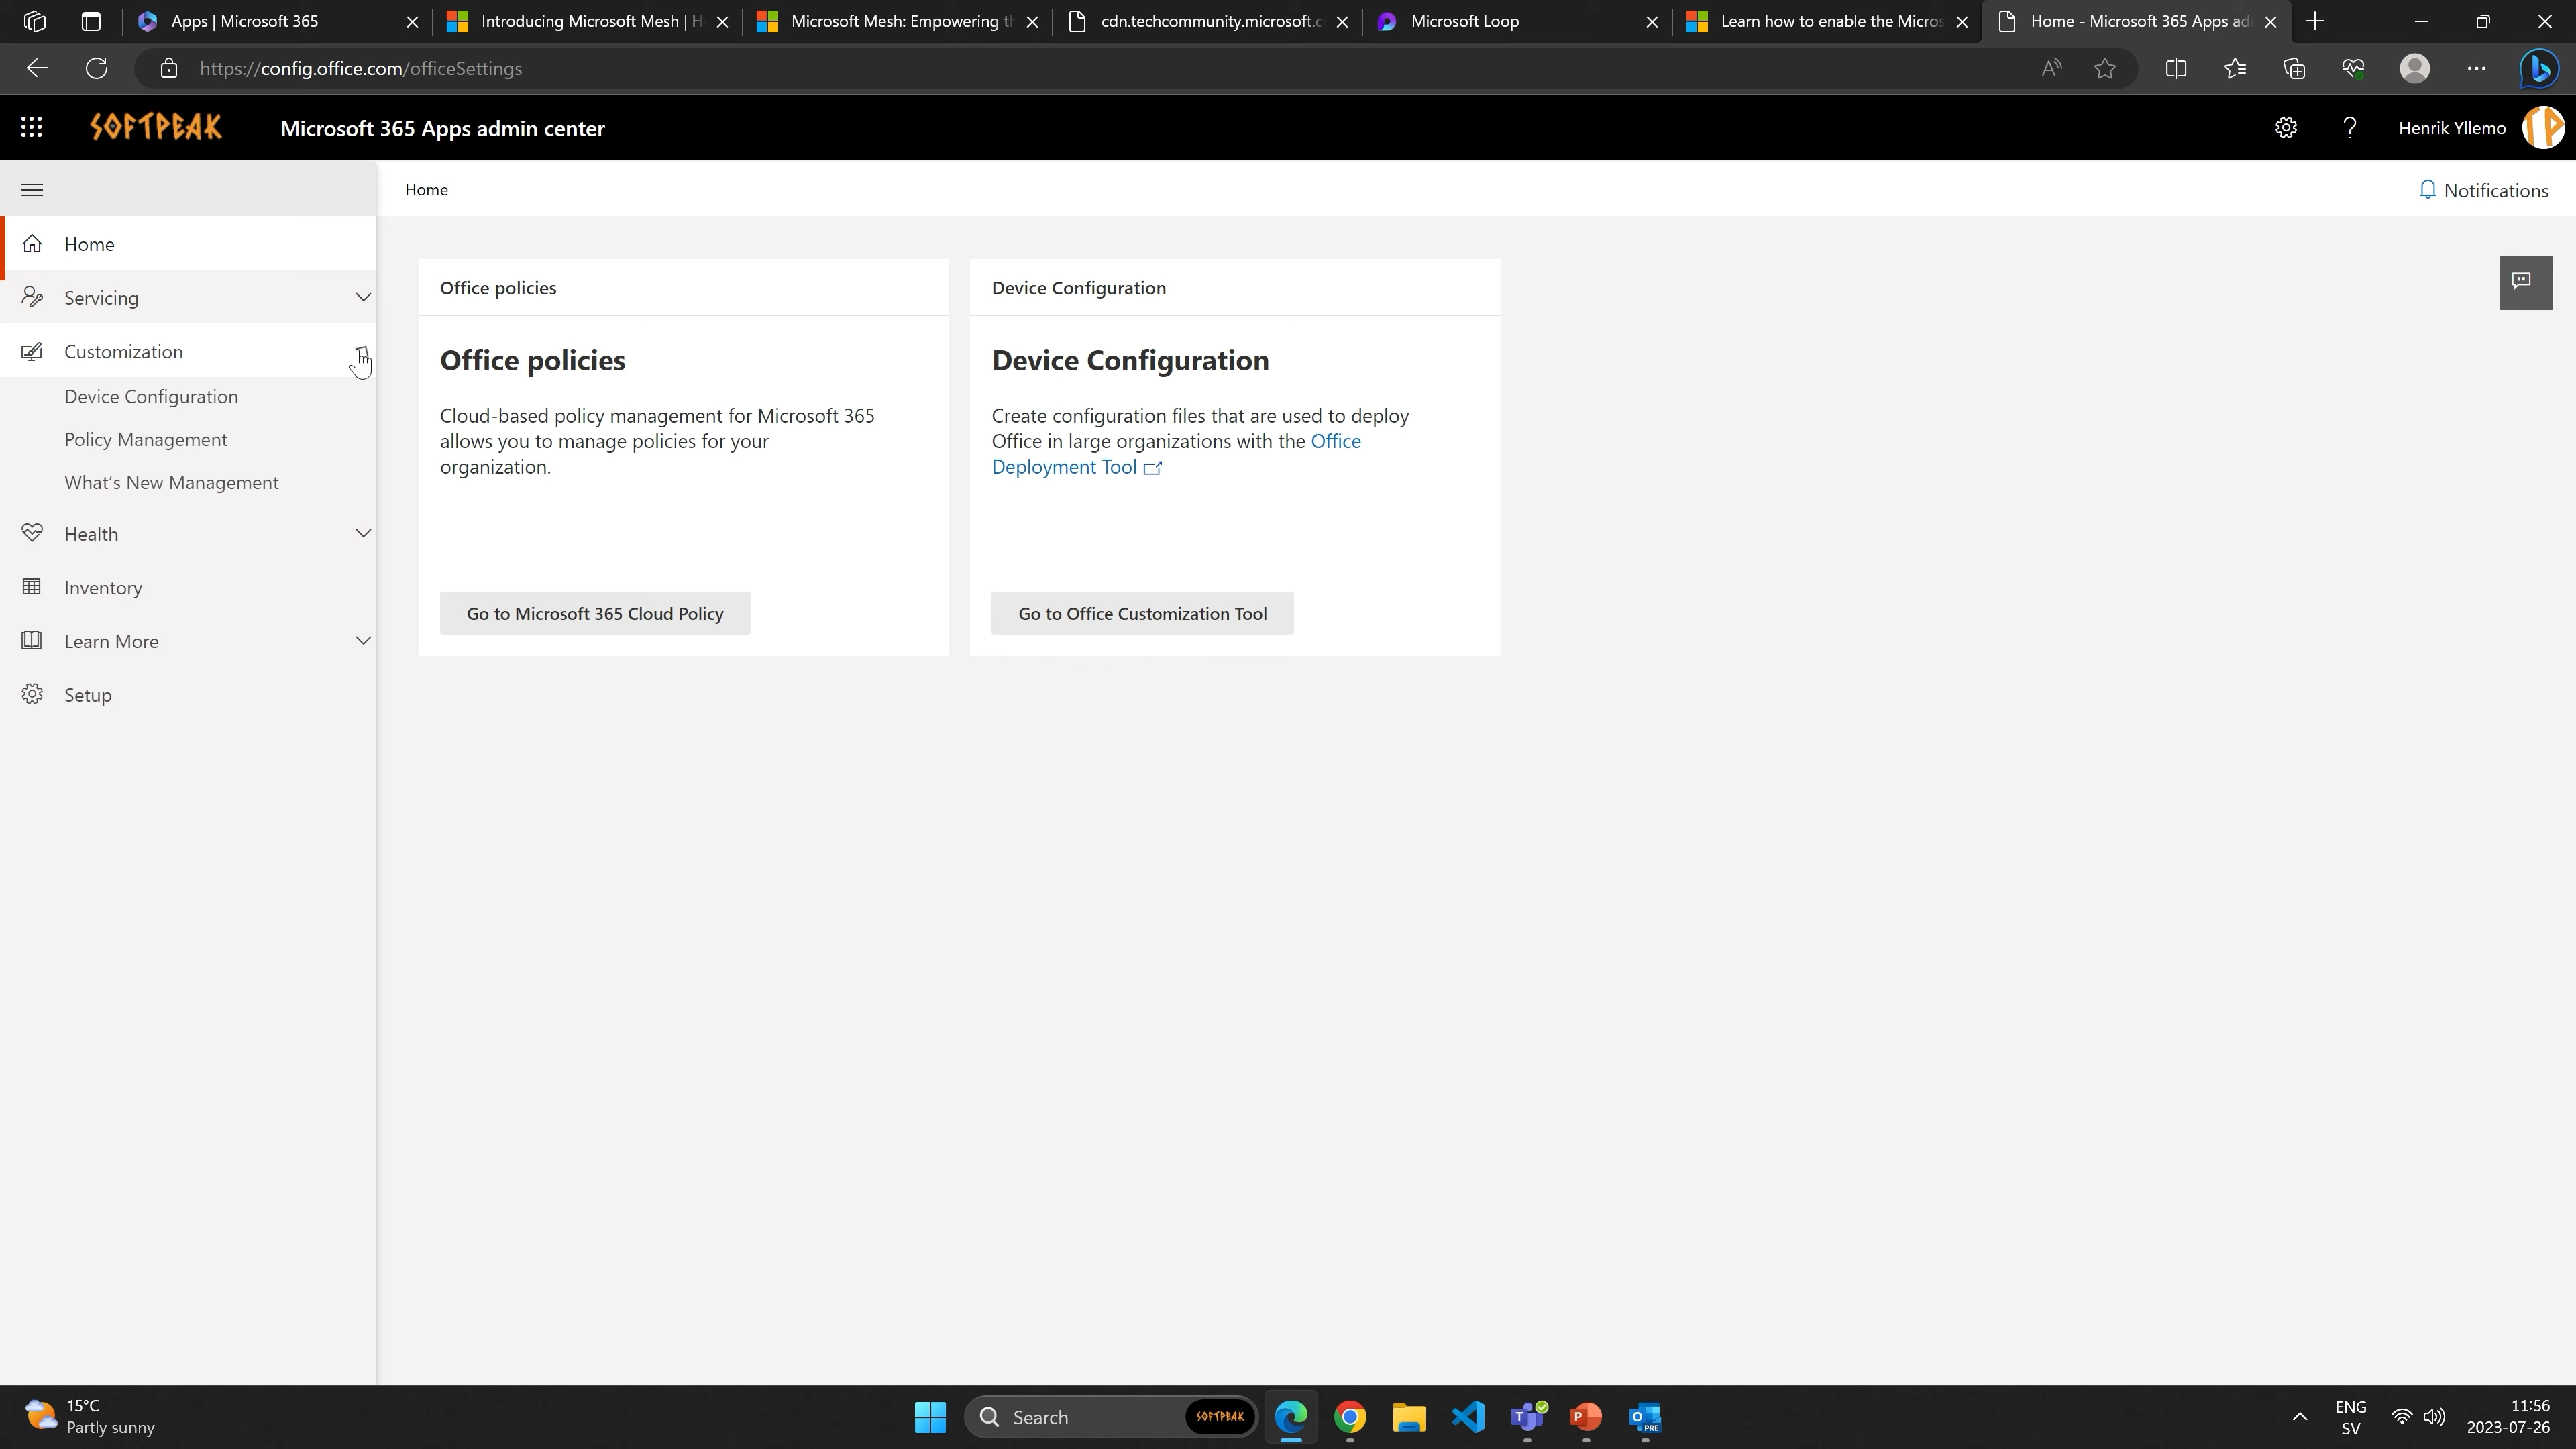 Apps | Microsoft 365
Introducing Microsoft Mesh | H
Microsoft Mesh: Empowering th
cdn.techcommunity.microsoft.c
Microsoft Loop
Learn how to enable the Micros
Home - Microsoft 365 Apps ad
https://config.office.com/officeSettings
SOFTPEAK
Microsoft 365 Apps admin center
Henrik Yllemo
Home
Notifications
Home
Servicing
Customization
Device Configuration
Policy Management
What's New Management
Health
Inventory
Learn More
Setup
Office policies
Office policies
Cloud-based policy management for Microsoft 365
allows you to manage policies for your
organization.
Go to Microsoft 365 Cloud Policy
Device Configuration
Device Configuration
Create configuration files that are used to deploy
Office in large organizations with the Office
Deployment Tool
Go to Office Customization Tool
15°C
Partly sunny
Search
SOFTPEAK
PRE
ENG
SV
11:56
2023-07-26